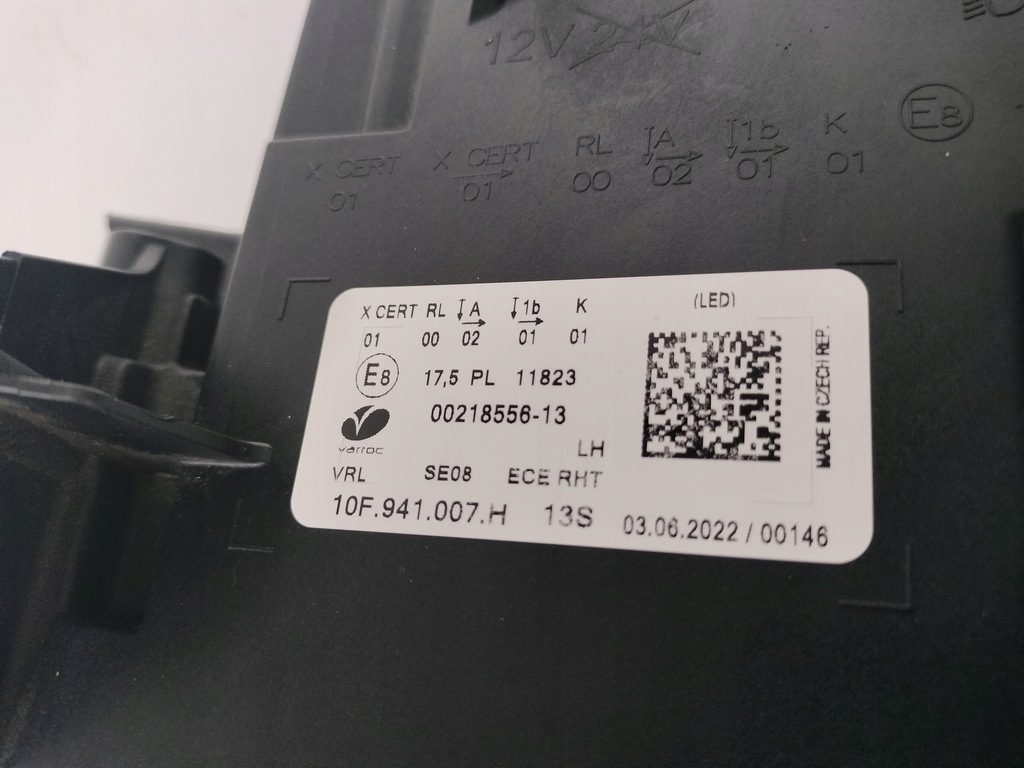 12V 24V
X CERT X CERT RL A 1b K
01 01 00 02 01 01
E8
X CERT RL A 1b K
(LED)
01 00 02 01 01
E8 17,5 PL 11823
00218556-13
varroc
LH
VRL SE08 ECE RHT
10F.941.007.H 13S 03.06.2022 / 00146
MADE IN CZECH REP.